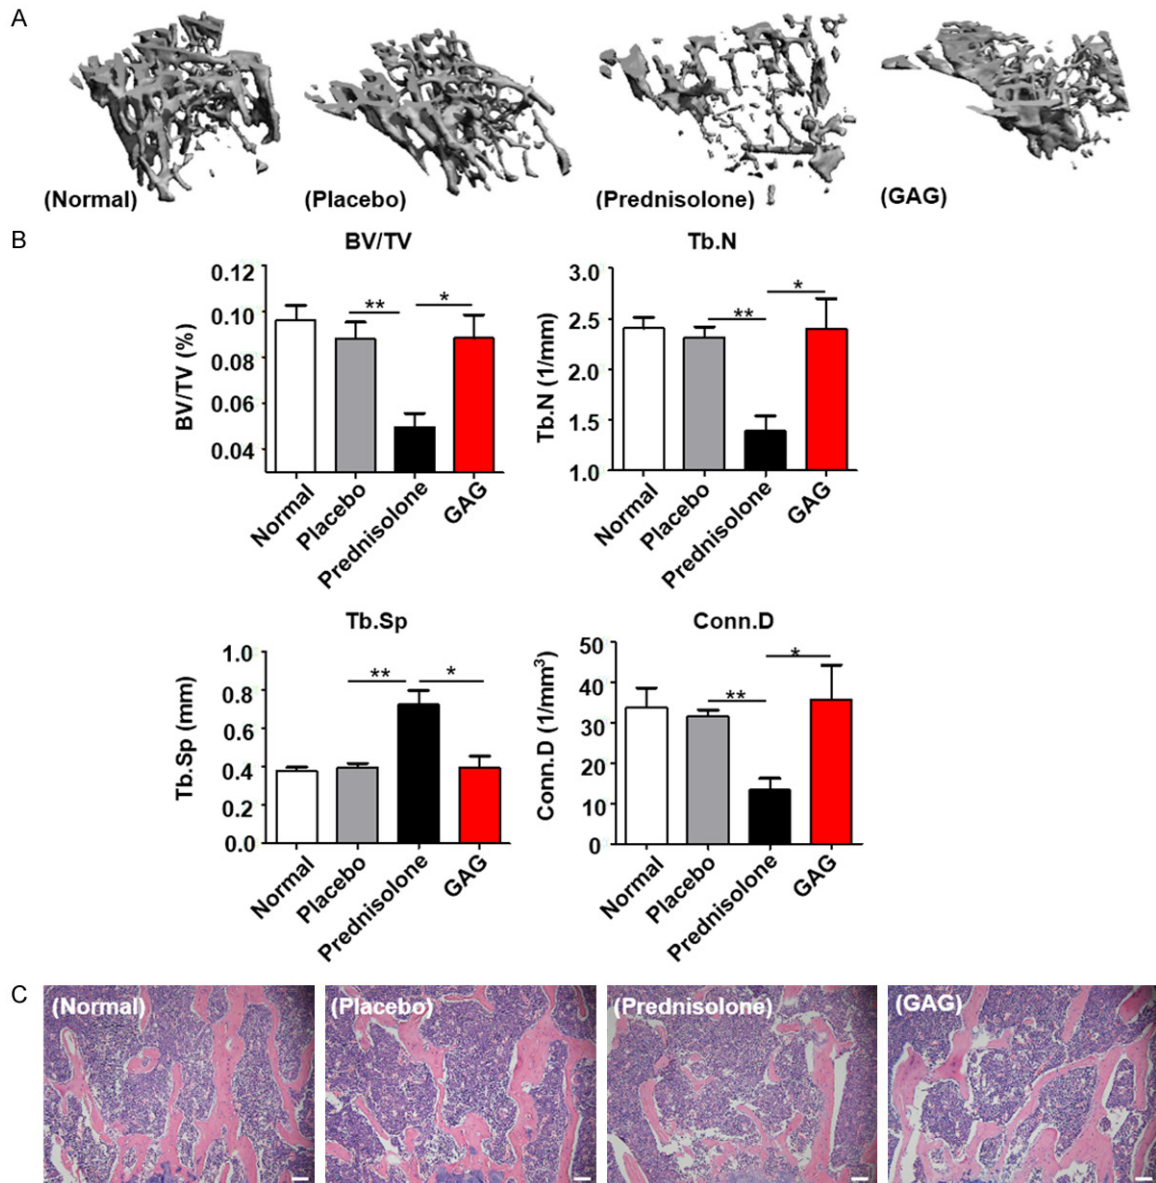 A
(Normal) (Placebo) (Prednisolone) (GAG)
B
BV/TV
BV/TV (%)
0.12
0.10
0.08
0.06
0.04
** *
Normal Placebo Prednisolone GAG
Tb.N
Tb.N (1/mm)
3.0
2.5
2.0
1.5
1.0
** *
Normal Placebo Prednisolone GAG
Tb.Sp
Tb.Sp (mm)
1.0
0.8
0.6
0.4
0.2
0.0
** *
Normal Placebo Prednisolone GAG
Conn.D
Conn.D (1/mm³)
50
40
30
20
10
0
** *
Normal Placebo Prednisolone GAG
C
(Normal) (Placebo) (Prednisolone) (GAG)